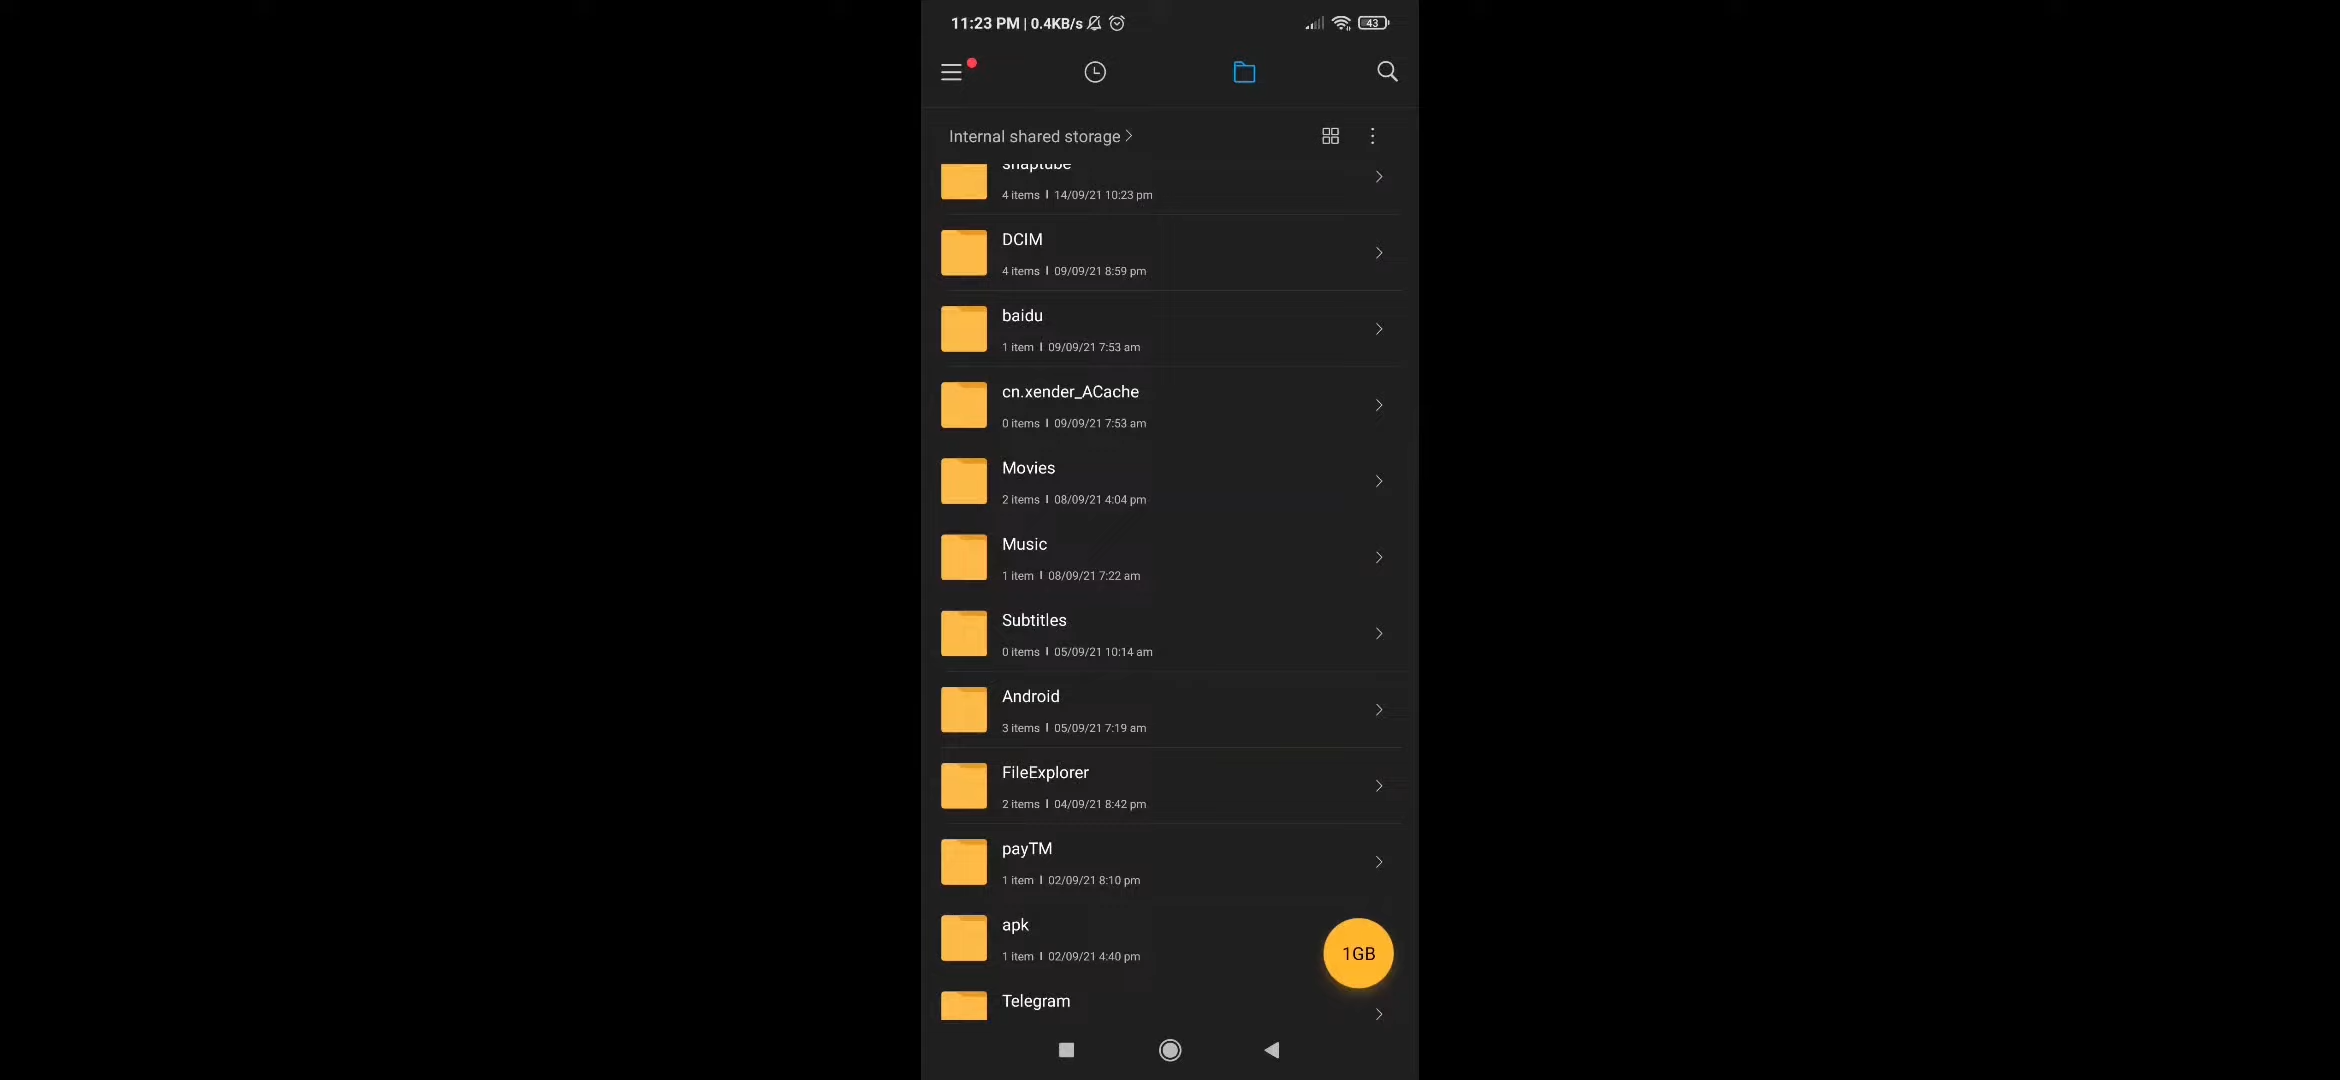 11:23 PM | 0.4KB/s 43
Internal shared storage >
snaptube
4 items | 14/09/21 10:23 pm
DCIM
4 items | 09/09/21 8:59 pm
baidu
1 item | 09/09/21 7:53 am
cn.xender_ACache
0 items | 09/09/21 7:53 am
Movies
2 items | 08/09/21 4:04 pm
Music
1 item | 08/09/21 7:22 am
Subtitles
0 items | 05/09/21 10:14 am
Android
3 items | 05/09/21 7:19 am
FileExplorer
2 items | 04/09/21 8:42 pm
payTM
1 item | 02/09/21 8:10 pm
apk
1 item | 02/09/21 4:40 pm
1GB
Telegram